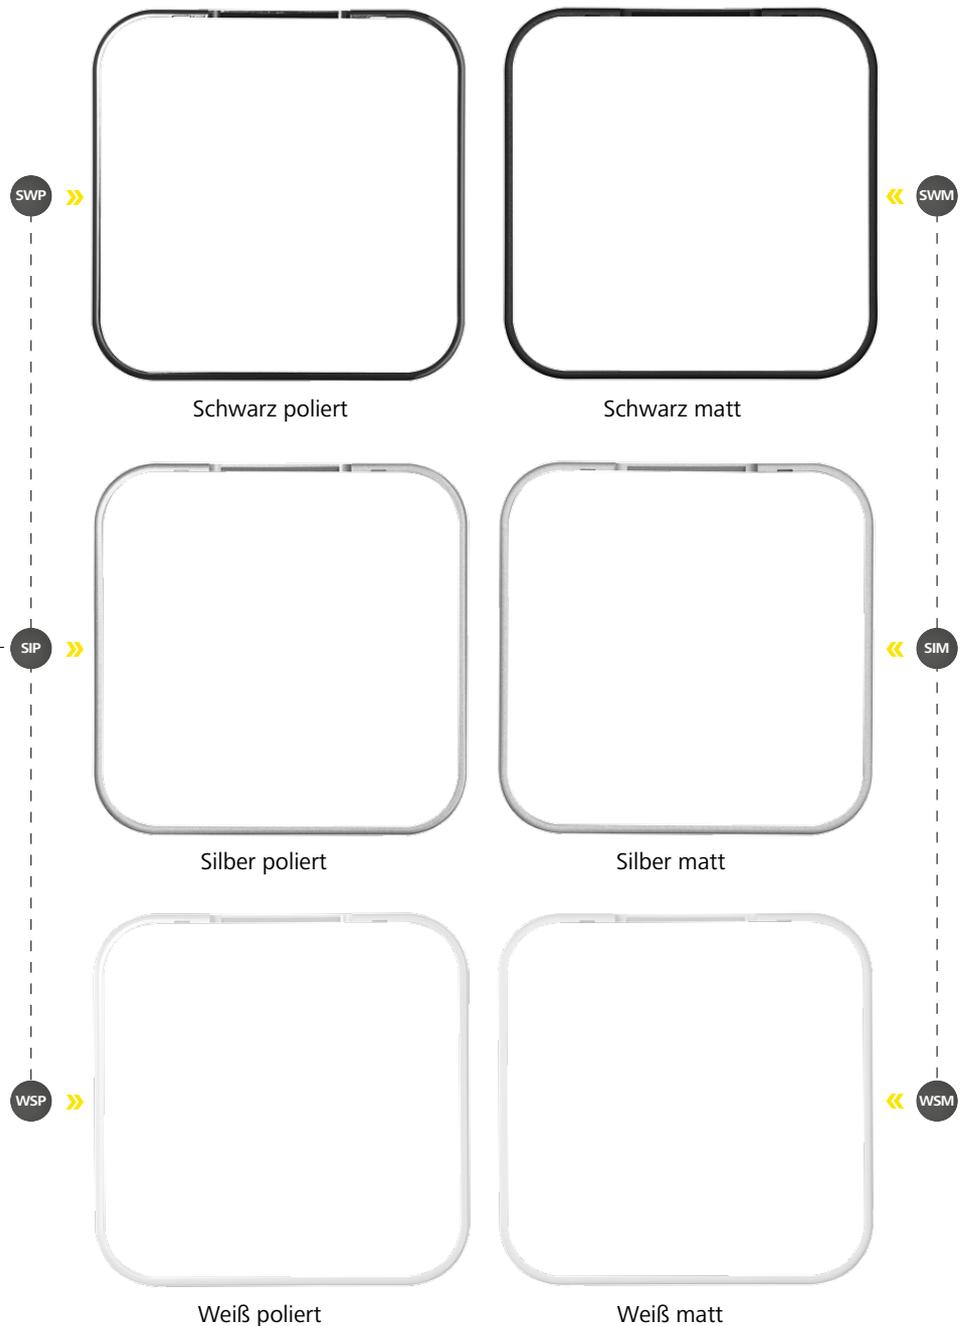 SWP
SWM
Schwarz poliert
Schwarz matt
SIP
SIM
Silber poliert
Silber matt
WSP
WSM
Weiß poliert
Weiß matt